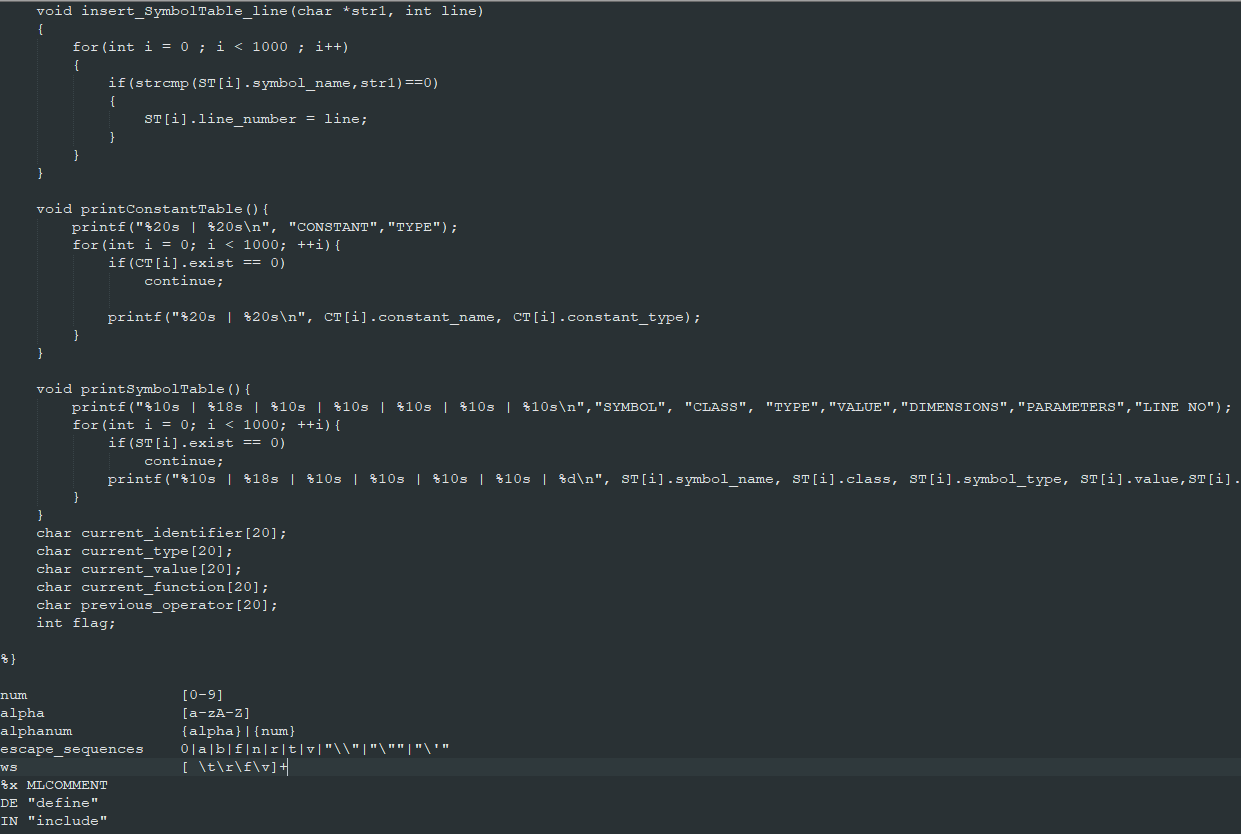 void insert_SymbolTable_line(char *str1, int line)
{
for(int i = 0 ; i < 1000 ; i++)
{
if(strcmp(ST[i].symbol_name,str1)==0)
{
ST[i].line_number = line;
}
}
}
void printConstantTable(){
printf("%20s | %20s\n", "CONSTANT","TYPE");
for(int i = 0; i < 1000; ++i){
if(CT[i].exist == 0)
continue;
printf("%20s | %20s\n", CT[i].constant_name, CT[i].constant_type);
}
}
void printSymbolTable(){
printf("%10s | %18s | %10s | %10s | %10s | %10s | %10s\n","SYMBOL", "CLASS", "TYPE","VALUE","DIMENSIONS","PARAMETERS","LINE NO");
for(int i = 0; i < 1000; ++i){
if(ST[i].exist == 0)
continue;
printf("%10s | %18s | %10s | %10s | %10s | %10s | %d\n", ST[i].symbol_name, ST[i].class, ST[i].symbol_type, ST[i].value,ST[i].
}
}
char current_identifier[20];
char current_type[20];
char current_value[20];
char current_function[20];
char previous_operator[20];
int flag;
%}
num [0-9]
alpha [a-zA-Z]
alphanum {alpha}|{num}
escape_sequences 0|a|b|f|n|r|t|v|"\\"|"\""|"\'"
ws [ \t\r\f\v]+
%x MLCOMMENT
DE "define"
IN "include"